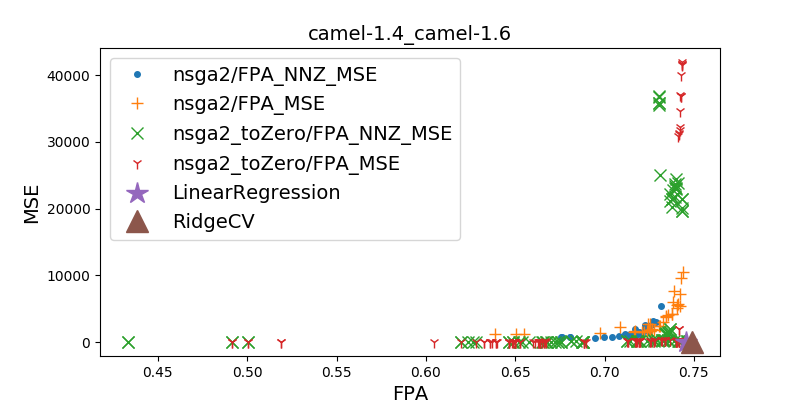 camel-1.4_camel-1.6
nsga2/FPA_NNZ_MSE
nsga2/FPA_MSE
nsga2_toZero/FPA_NNZ_MSE
nsga2_toZero/FPA_MSE
LinearRegression
RidgeCV
MSE
40000
30000
20000
10000
0
0.45
0.50
0.55
0.60
0.65
0.70
0.75
FPA